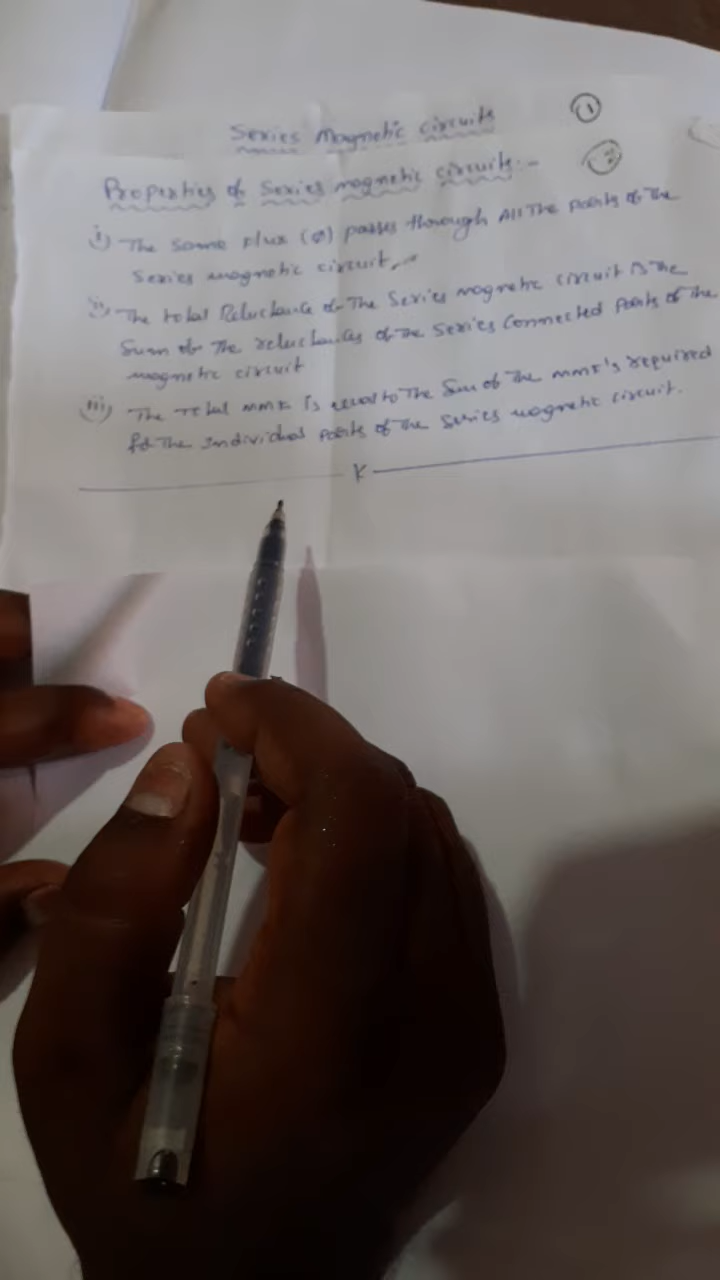 Series Magnetic circuits
1
Properties of Series magnetic circuits:-
2
i) The same flux (Ø) passes through All The parts of The
Series magnetic circuit.
ii) The total Reluctance of The Series magnetic circuit is The
Sum of The reluctances of The Series Connected parts of The
magnetic circuit
iii) The total mmf is equal to The Sum of The mmf's required
for The individual parts of The Series magnetic circuit.